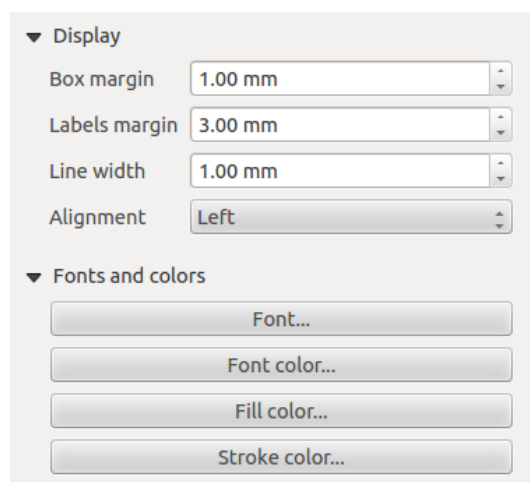 Display
Box margin 1.00 mm
Labels margin 3.00 mm
Line width 1.00 mm
Alignment Left
Fonts and colors
Font...
Font color...
Fill color...
Stroke color...